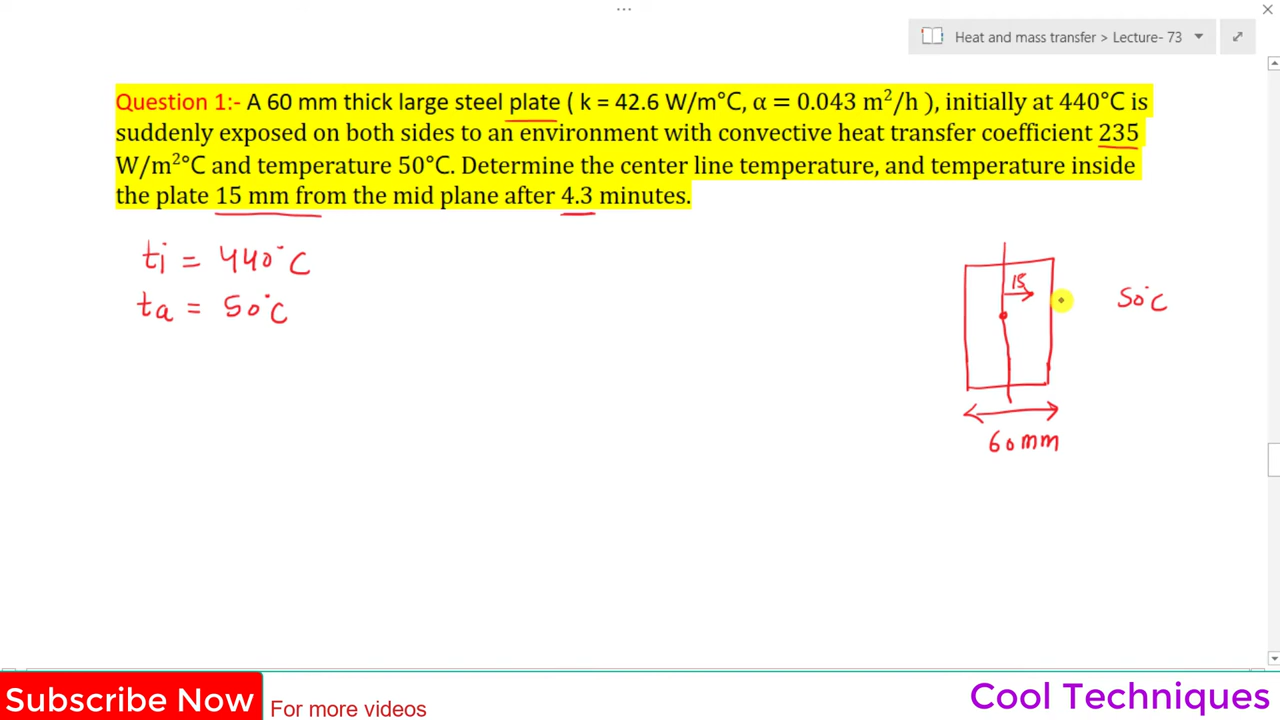 ...
Heat and mass transfer > Lecture- 73
Question 1:- A 60 mm thick large steel plate ( k = 42.6 W/m°C, α = 0.043 m²/h ), initially at 440°C is
suddenly exposed on both sides to an environment with convective heat transfer coefficient 235
W/m²°C and temperature 50°C. Determine the center line temperature, and temperature inside
the plate 15 mm from the mid plane after 4.3 minutes.
ti = 440°C
ta = 50°C
15
50°C
60mm
Subscribe Now
For more videos
Cool Techniques